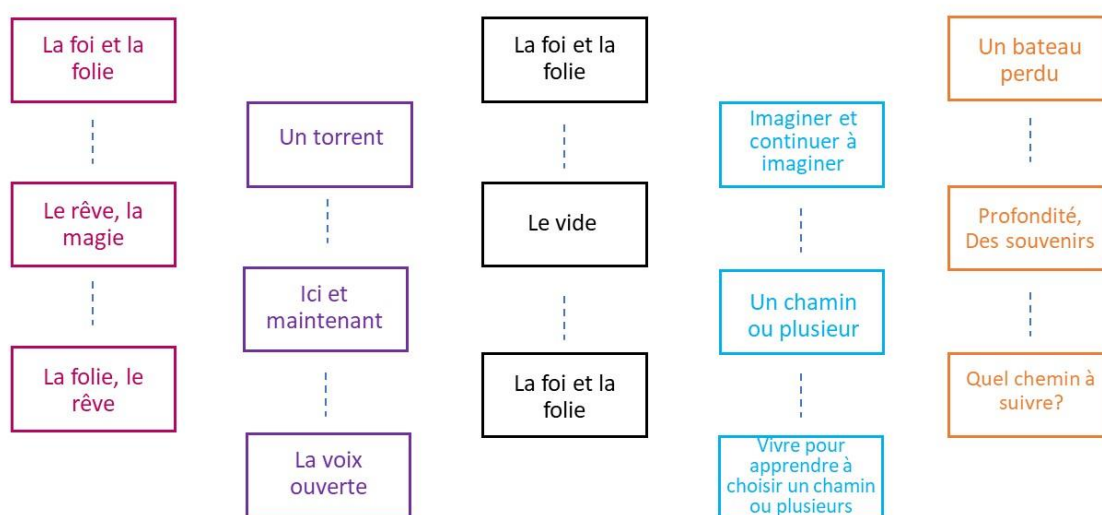 La foi et la
folie
Le rêve, la
magie
La folie, le
rêve
Un torrent
Ici et
maintenant
La voix
ouverte
La foi et la
folie
Le vide
La foi et la
folie
Imaginer et
continuer à
imaginer
Un chamin
ou plusieur
Vivre pour
apprendre à
choisir un chamin
ou plusieurs
Un bateau
perdu
Profondité,
Des souvenirs
Quel chemin à
suivre?